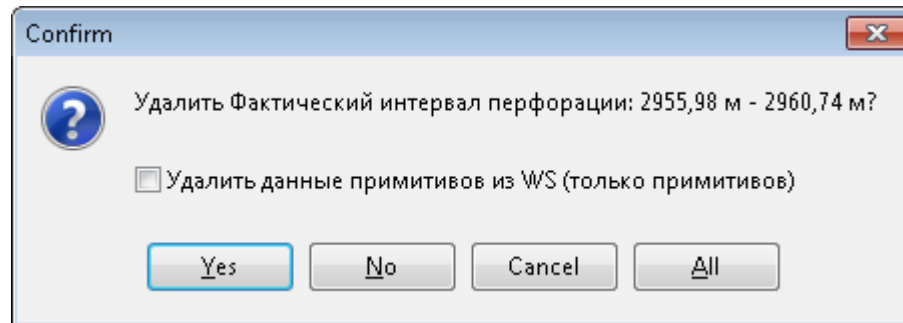 Confirm
Удалить Фактический интервал перфорации: 2955,98 м - 2960,74 м?
Удалить данные примитивов из WS (только примитивов)
Yes No Cancel All